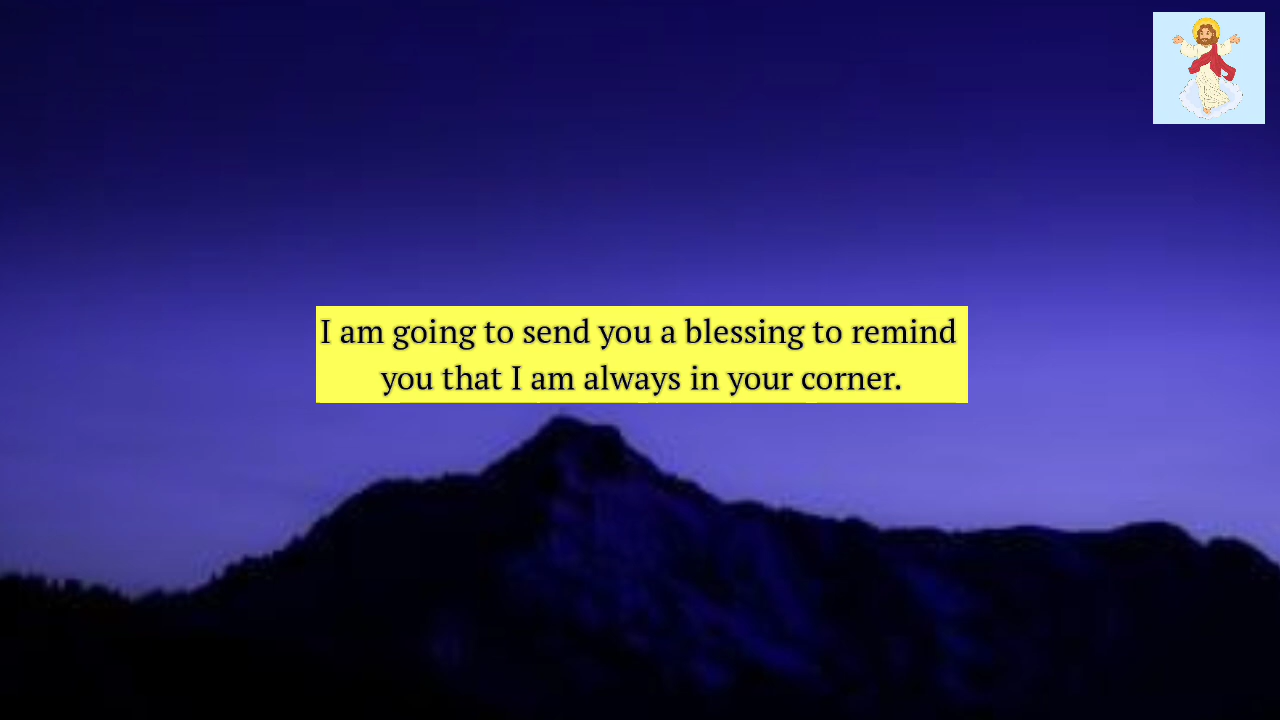 I am going to send you a blessing to remind
you that I am always in your corner.